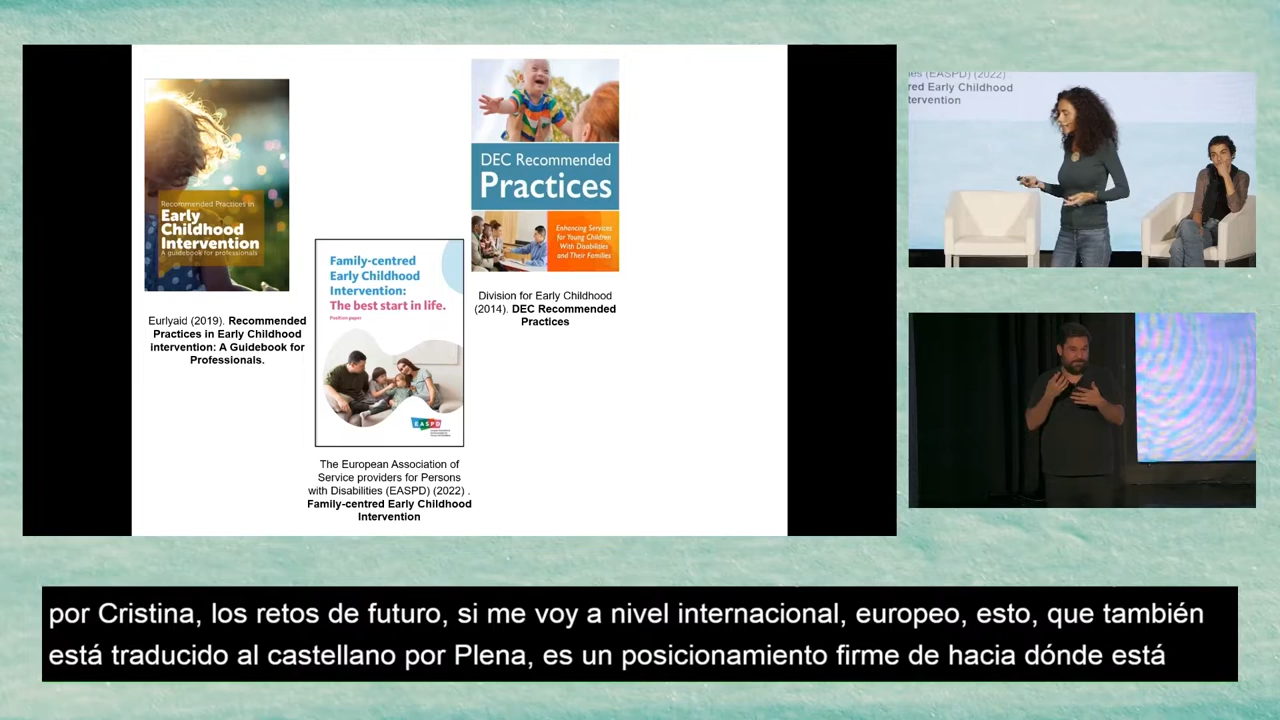 Recommended Practices in
Early
Childhood
Intervention
A guidebook for professionals
Eurlyaid (2019). Recommended
Practices in Early Childhood
intervention: A Guidebook for
Professionals.
Family-centred
Early Childhood
Intervention:
The best start in life.
Position paper
EASPD
The European Association of
Service providers for Persons
with Disabilities (EASPD) (2022) .
Family-centred Early Childhood
Intervention
DEC Recommended
Practices
Enhancing Services
for Young Children
With Disabilities
and Their Families
Division for Early Childhood
(2014). DEC Recommended
Practices
(EASPD) (2022) .
red Early Childhood
tervention
por Cristina, los retos de futuro, si me voy a nivel internacional, europeo, esto, que también
está traducido al castellano por Plena, es un posicionamiento firme de hacia dónde está